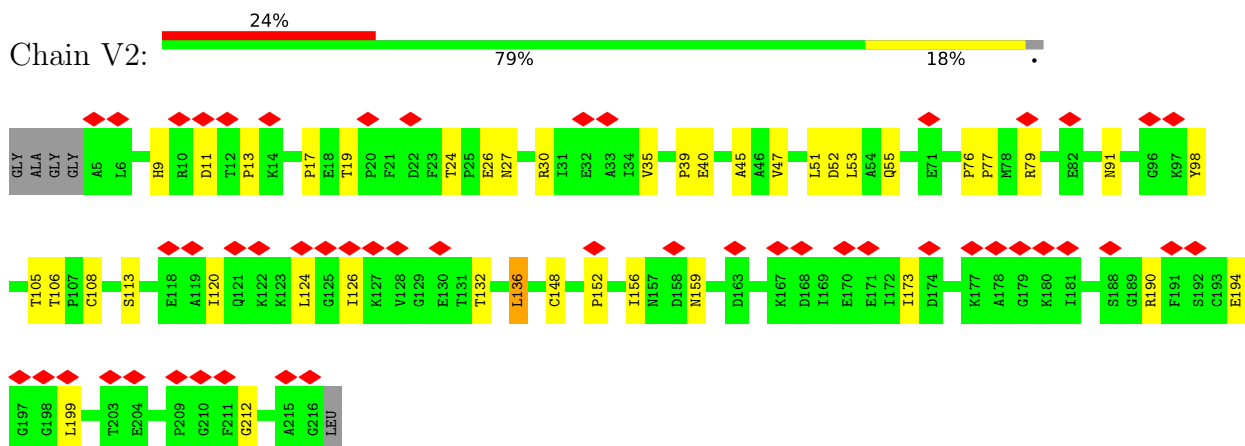 24%
Chain V2:
79% 18% •
GLY ALA GLY GLY A5 L6 H9 R10 D11 T12 P13 K14 P17 E18 T19 P20 F21 D22 F23 T24 P25 E26 N27 R30 I31 E32 A33 I34 V35 P39 E40 A45 A46 V47 L51 D52 L53 A54 Q55 E71 P76 P77 M78 R79 E82 N91 G96 K97 Y98
T105 T106 P107 C108 S113 E118 A119 I120 Q121 K122 K123 L124 G125 I126 K127 V128 G129 E130 T131 T132 L136 C148 P152 I156 N157 D158 N159 D163 K167 D168 I169 E170 E171 I172 I173 D174 K177 A178 G179 K180 I181 S188 G189 R190 F191 S192 C193 E194
G197 G198 L199 T203 E204 P209 G210 F211 G212 A215 G216 LEU